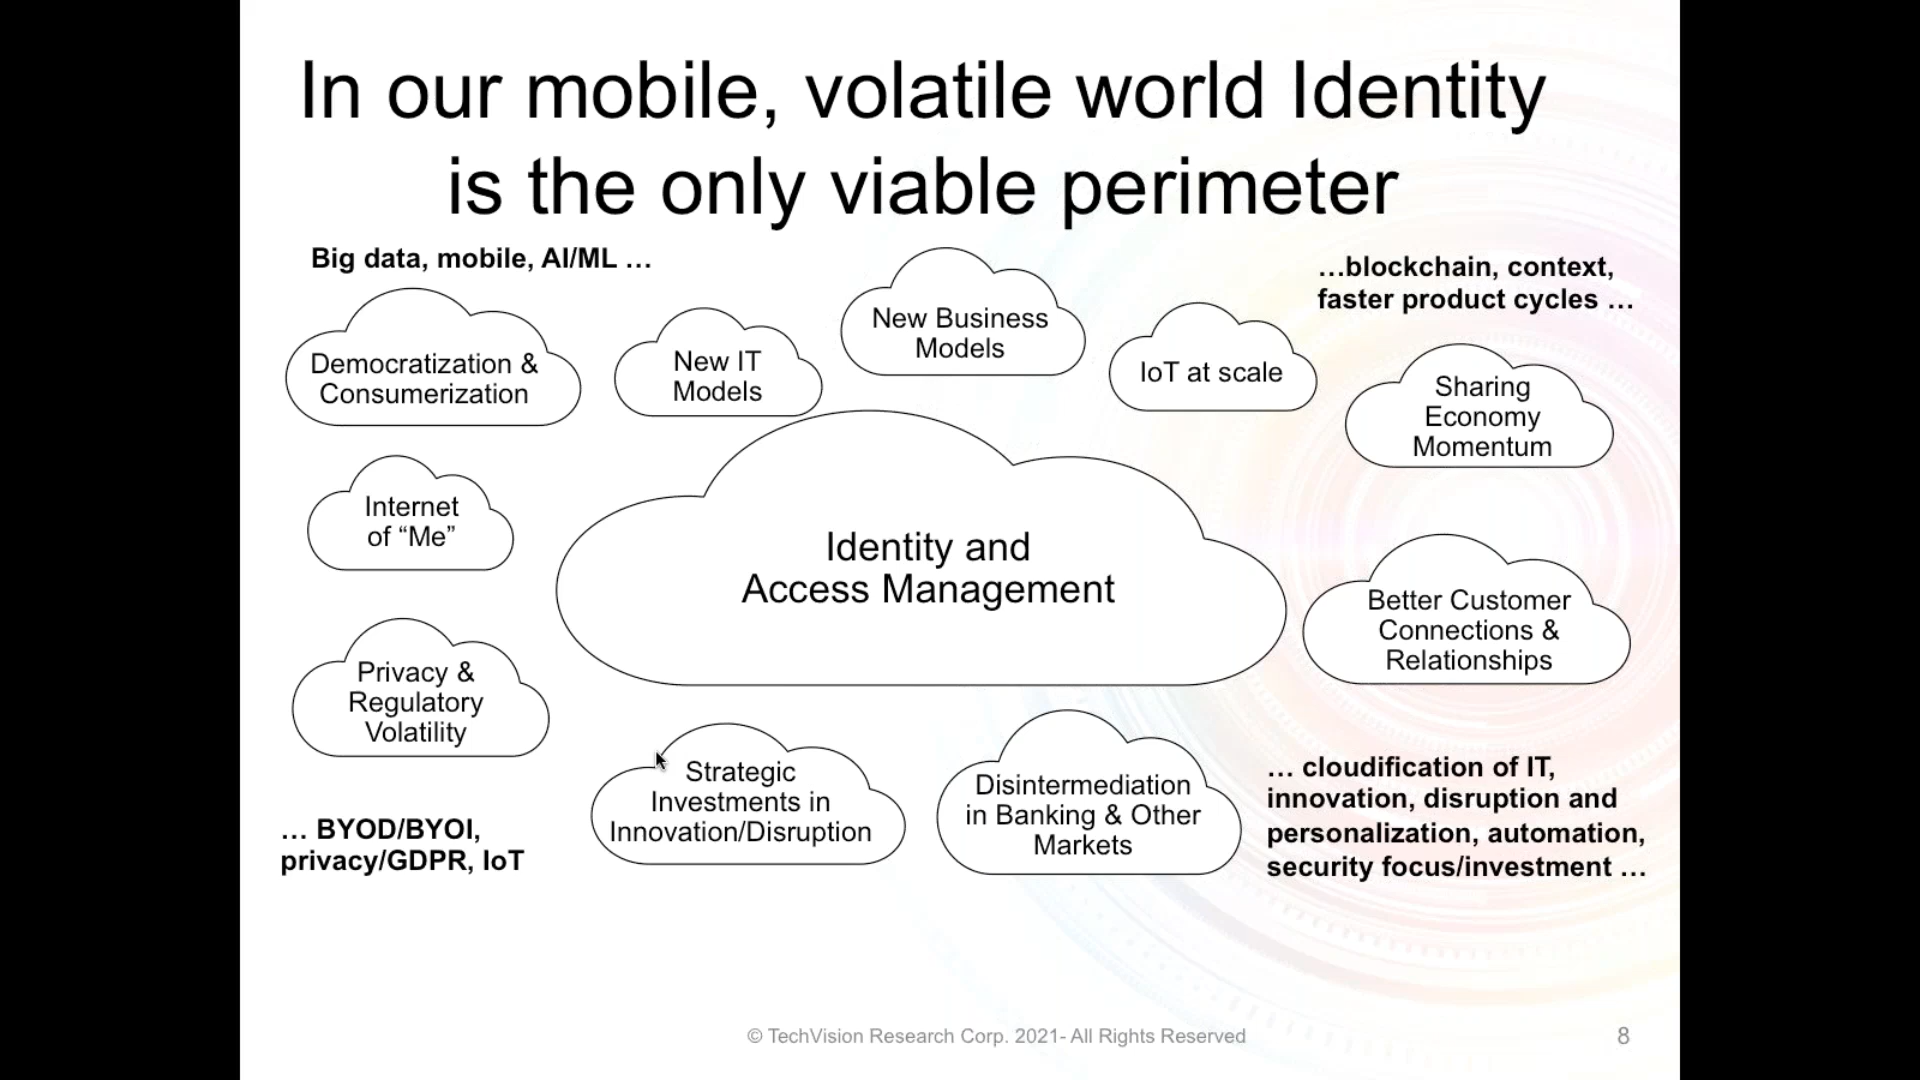 In our mobile, volatile world Identity
is the only viable perimeter
Big data, mobile, AI/ML …
…blockchain, context,
faster product cycles …
Democratization &
Consumerization
New IT
Models
New Business
Models
IoT at scale
Sharing
Economy
Momentum
Internet
of “Me”
Identity and
Access Management
Better Customer
Connections &
Relationships
Privacy &
Regulatory
Volatility
Strategic
Investments in
Innovation/Disruption
Disintermediation
in Banking & Other
Markets
… BYOD/BYOI,
privacy/GDPR, IoT
… cloudification of IT,
innovation, disruption and
personalization, automation,
security focus/investment …
© TechVision Research Corp. 2021- All Rights Reserved
8